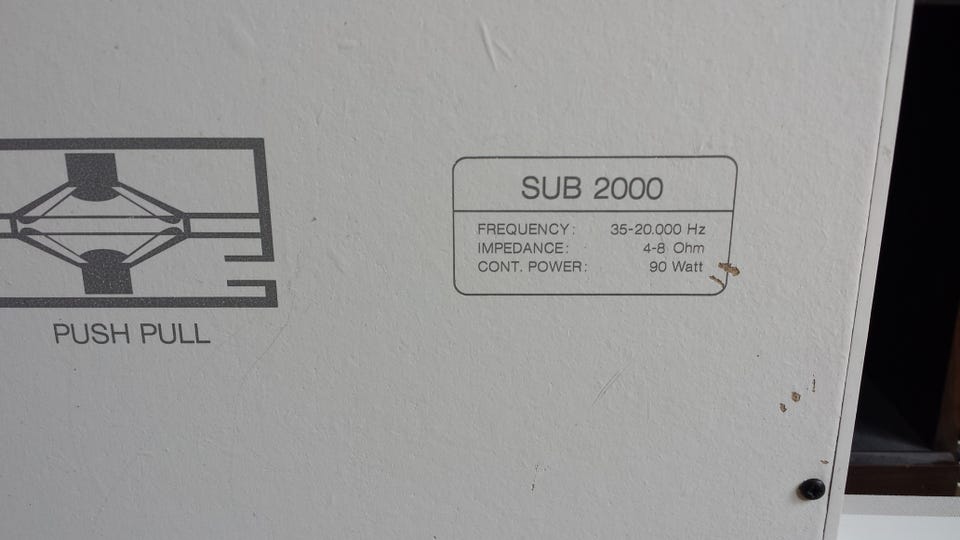 SUB 2000
FREQUENCY: 35-20.000 Hz
IMPEDANCE: 4-8 Ohm
CONT. POWER: 90 Watt
PUSH PULL